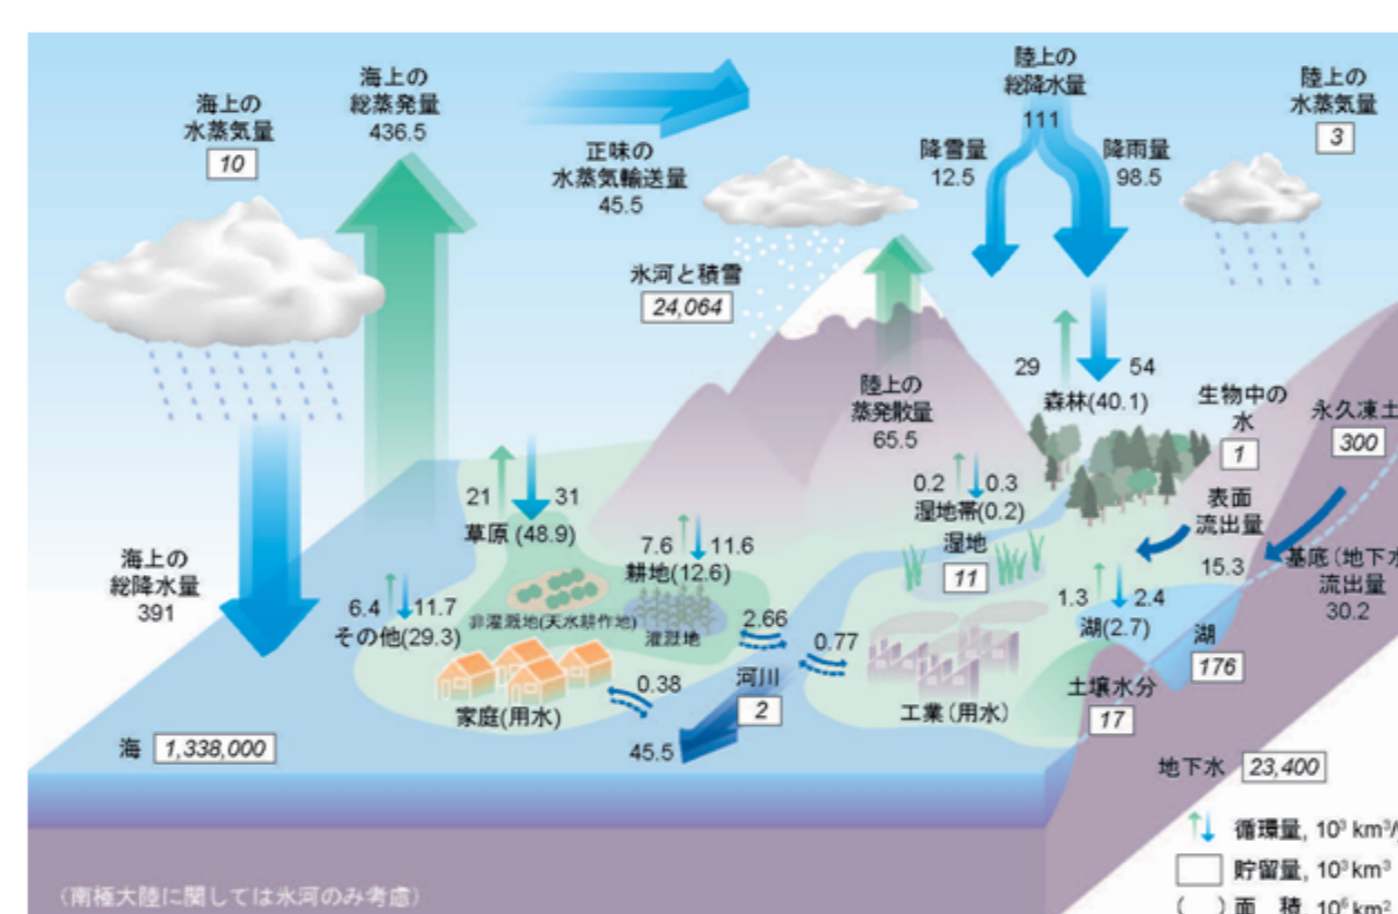 海上の
水蒸気量
10
海上の
総蒸発量
436.5
正味の
水蒸気輸送量
45.5
陸上の
総降水量
111
降雪量
12.5
降雨量
98.5
陸上の
水蒸気量
3
氷河と積雪
24,064
陸上の
蒸発散量
65.5
29
54
森林(40.1)
生物中の
水
1
永久凍土
300
21
31
草原 (48.9)
0.2
0.3
湿地帯(0.2)
湿地
11
表面
流出量
15.3
基底(地下水
流出量
30.2
海上の
総降水量
391
7.6
11.6
耕地(12.6)
6.4
11.7
その他(29.3)
非灌漑地(天水耕作地)
灌漑地
2.66
0.77
1.3
2.4
湖(2.7)
湖
176
家庭(用水)
0.38
河川
2
45.5
工業(用水)
土壌水分
17
海 1,338,000
地下水 23,400
循環量, 10³ km³/
貯留量, 10³ km³
( ) 面 積, 10⁶ km²
(南極大陸に関しては氷河のみ考慮)